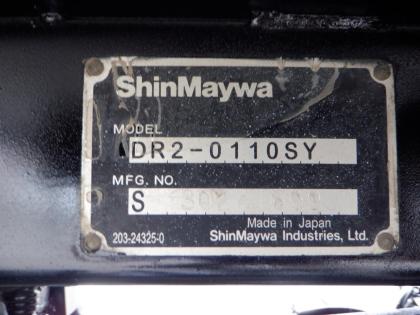 ShinMaywa
MODEL
DR2-0110SY
MFG. NO.
S
Made in Japan
203-24325-0 ShinMaywa Industries, Ltd.